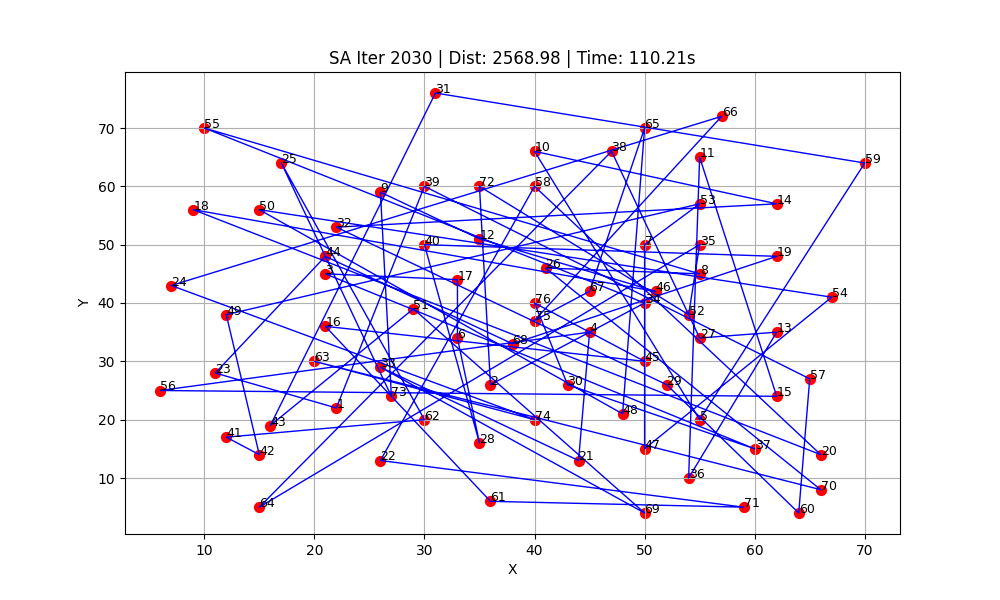 SA Iter 2030 | Dist: 2568.98 | Time: 110.21s
31
55 65 66
25 10 38 11 59
9 39 72 58
18 50 32 53 14
44 40 12 7 35 19
3 17 26 8
24 67 46 34 54
49 51 76 75 52
16 6 68 4 27 13
63 33 45
23 56 73 2 30 29 57 15
1 43 62 74 48 5
41 42 28 47 37 20
22 21 36 70
64 61 69 71 60
Y
70
60
50
40
30
20
10
10 20 30 40 50 60 70
X